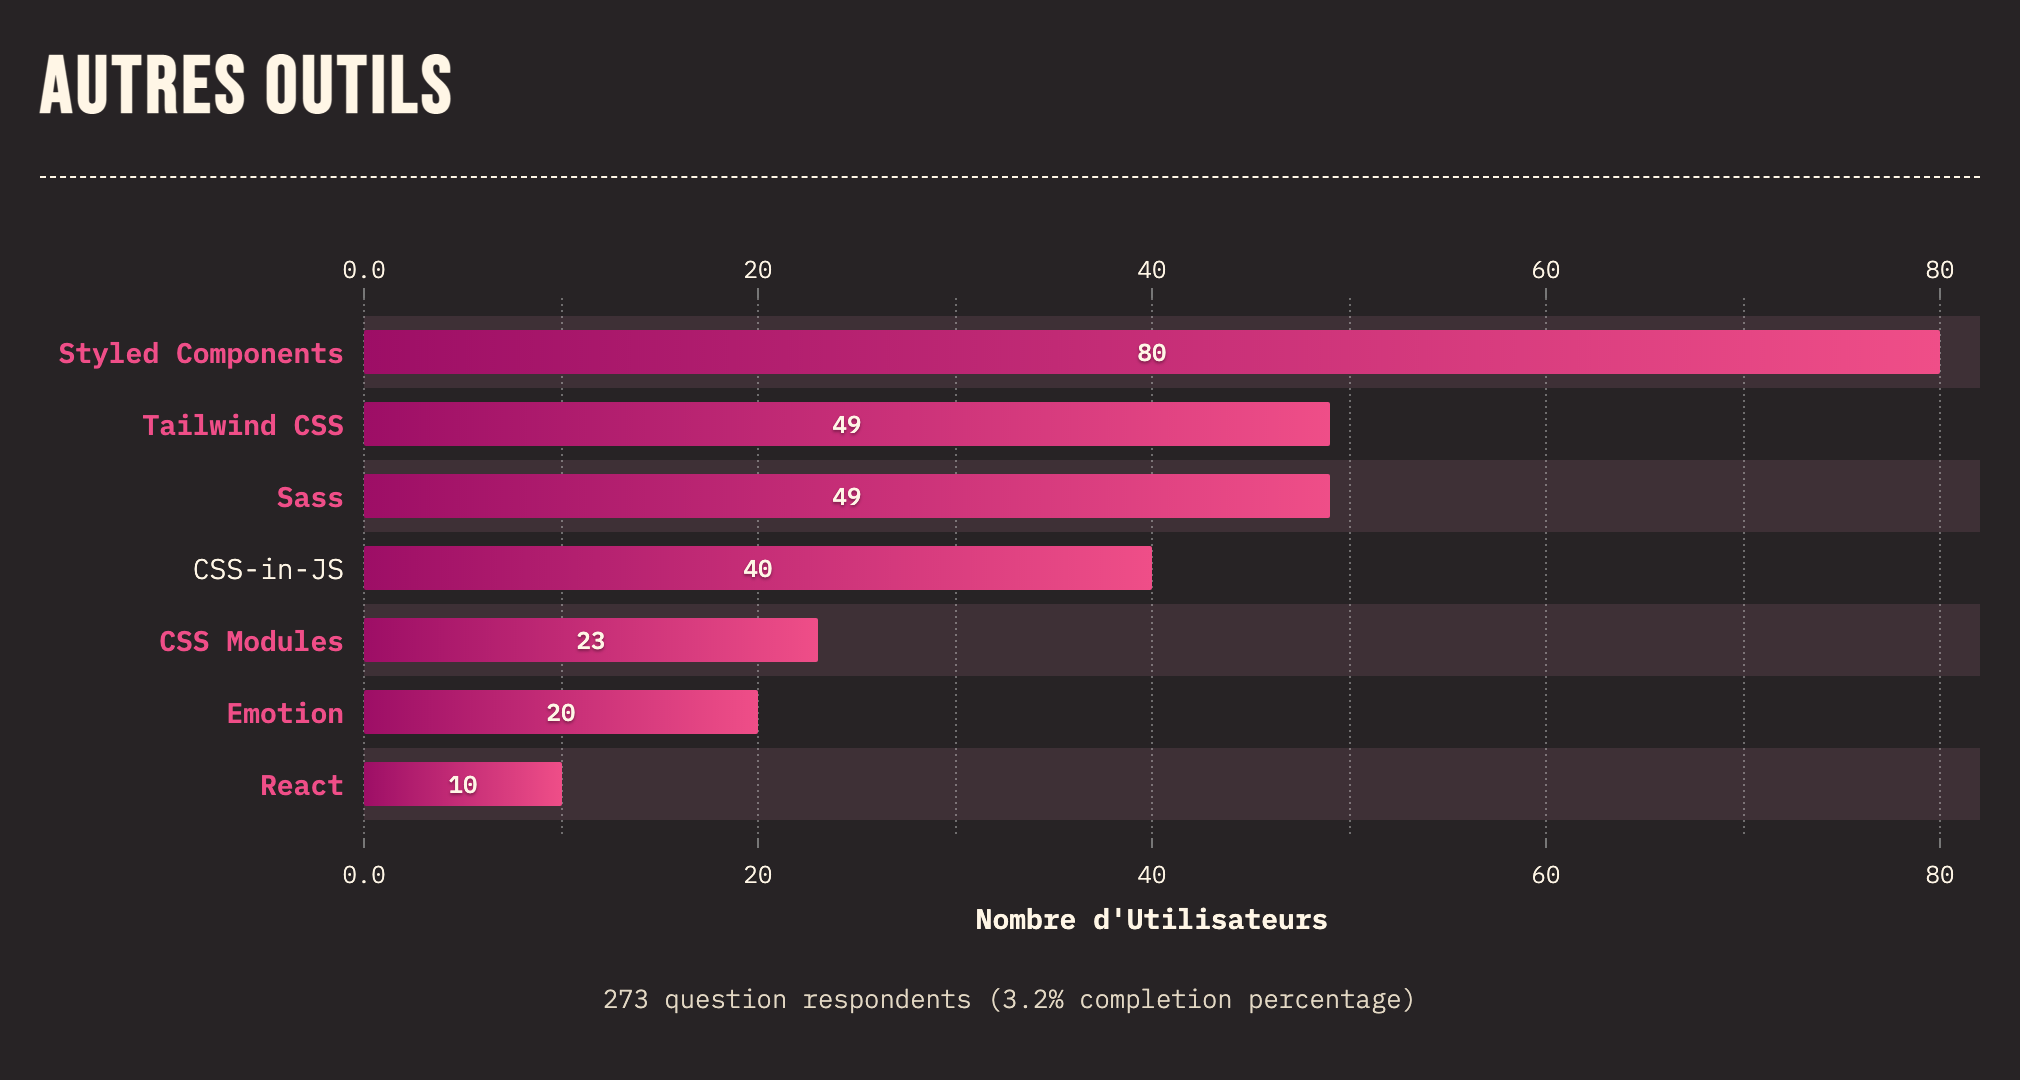 AUTRES OUTILS
0.0 20 40 60 80
Styled Components 80
Tailwind CSS 49
Sass 49
CSS-in-JS 40
CSS Modules 23
Emotion 20
React 10
0.0 20 40 60 80
Nombre d'Utilisateurs
273 question respondents (3.2% completion percentage)